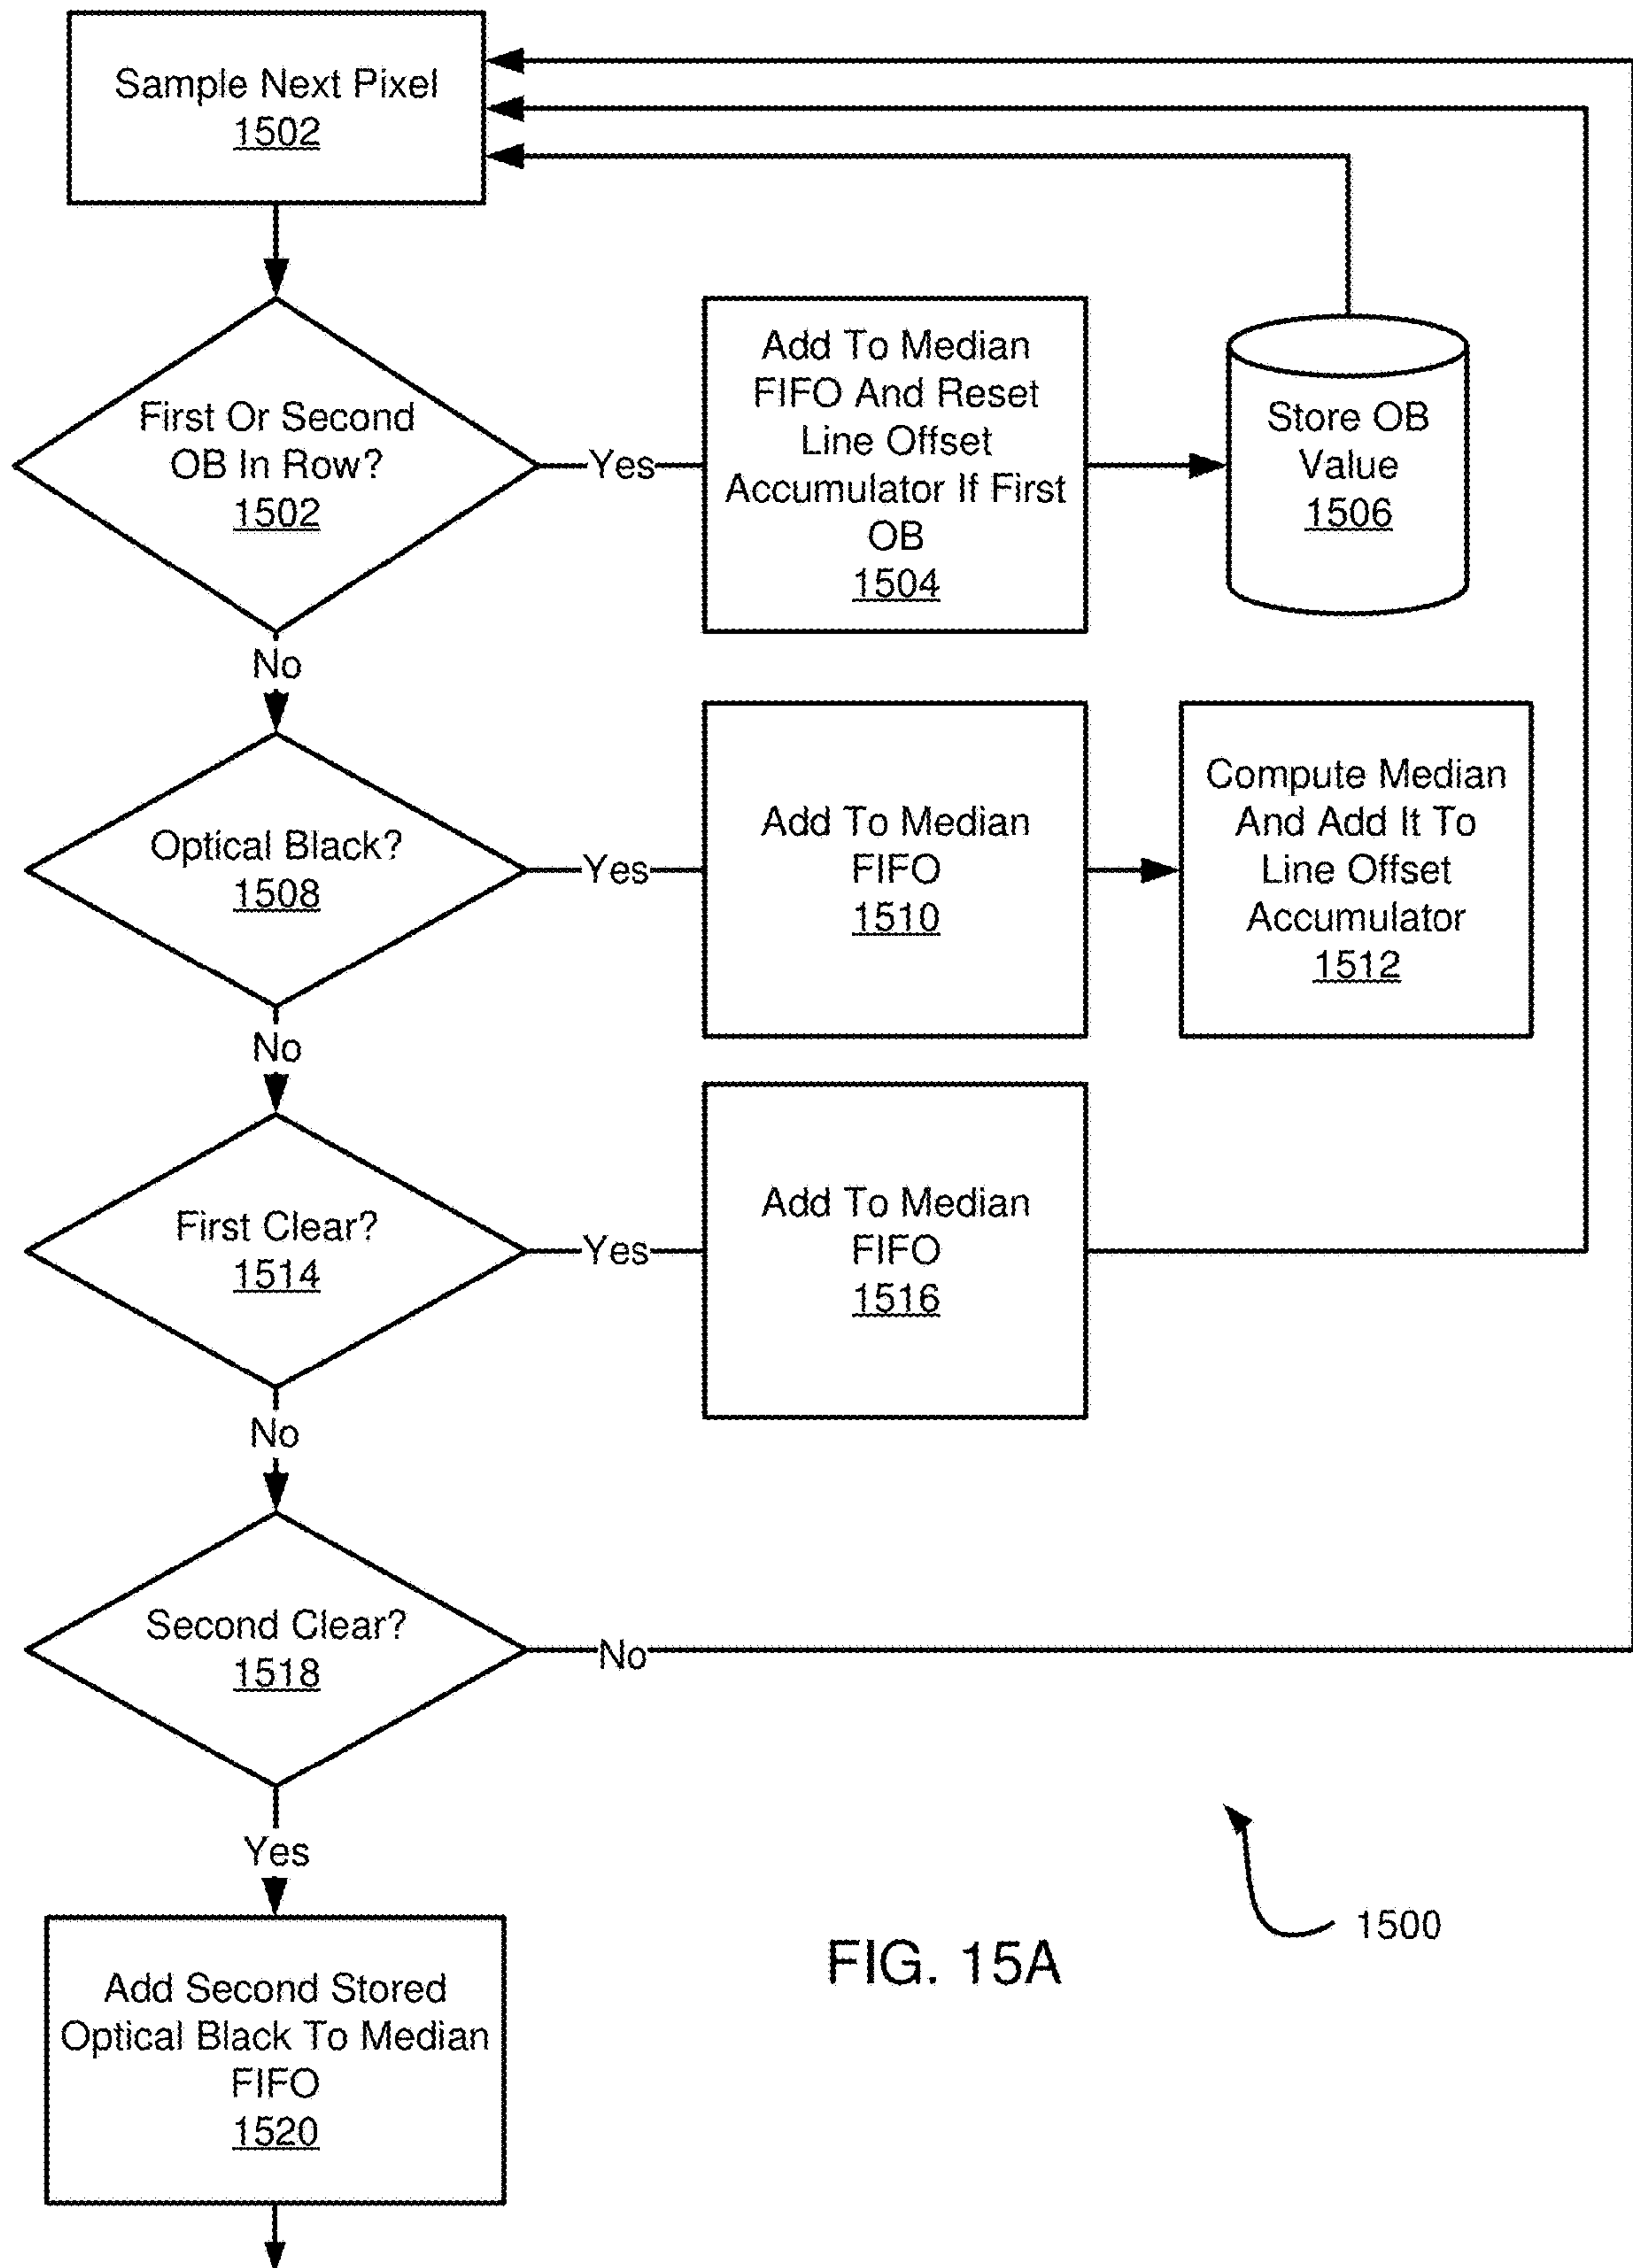 Sample Next Pixel
1502
First Or Second
OB In Row?
1502
Yes
Add To Median
FIFO And Reset
Line Offset
Accumulator If First
OB
1504
Store OB
Value
1506
No
Optical Black?
1508
Yes
Add To Median
FIFO
1510
Compute Median
And Add It To
Line Offset
Accumulator
1512
No
First Clear?
1514
Yes
Add To Median
FIFO
1516
No
Second Clear?
1518
No
Yes
Add Second Stored
Optical Black To Median
FIFO
1520
FIG. 15A
1500